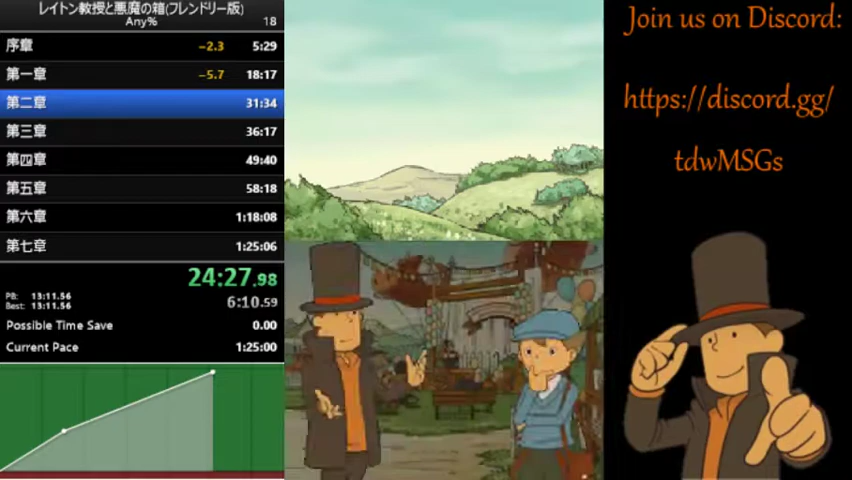 レイトン教授と悪魔の箱(フレンドリー版)
Any%
18
序章 −2.3 5:29
第一章 −5.7 18:17
第二章 31:34
第三章 36:17
第四章 49:40
第五章 58:18
第六章 1:18:08
第七章 1:25:06
24:27.98
PB: 13:11.56
Best: 13:11.56
6:10.59
Possible Time Save 0.00
Current Pace 1:25:00
Join us on Discord:
https://discord.gg/
tdwMSGs